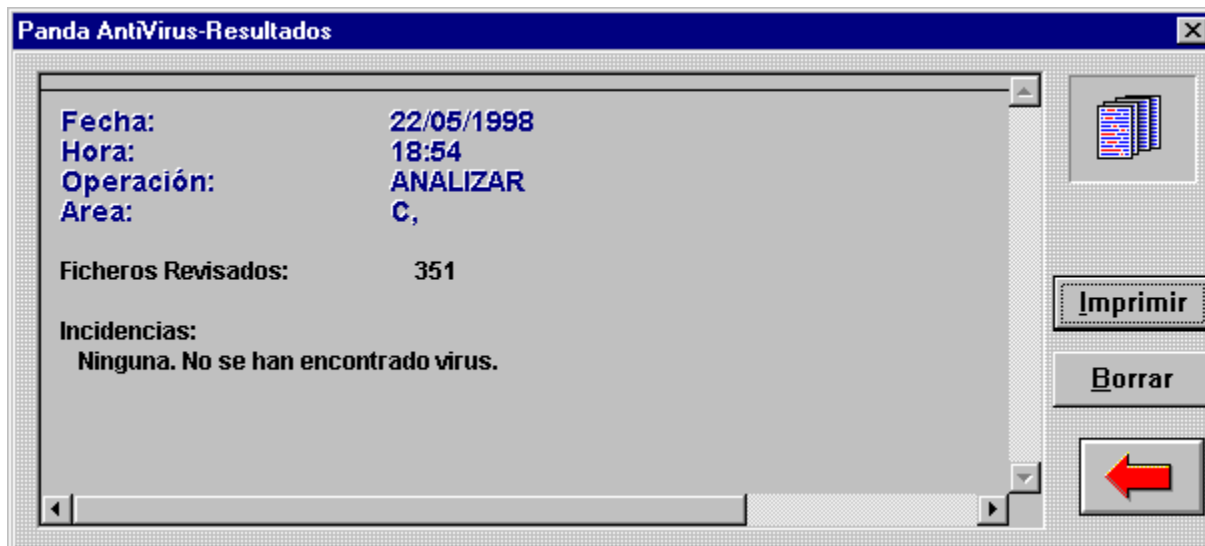 Panda AntiVirus-Resultados
Fecha: 22/05/1998
Hora: 18:54
Operación: ANALIZAR
Area: C,
Ficheros Revisados: 351
Incidencias:
Ninguna. No se han encontrado virus.
Imprimir
Borrar